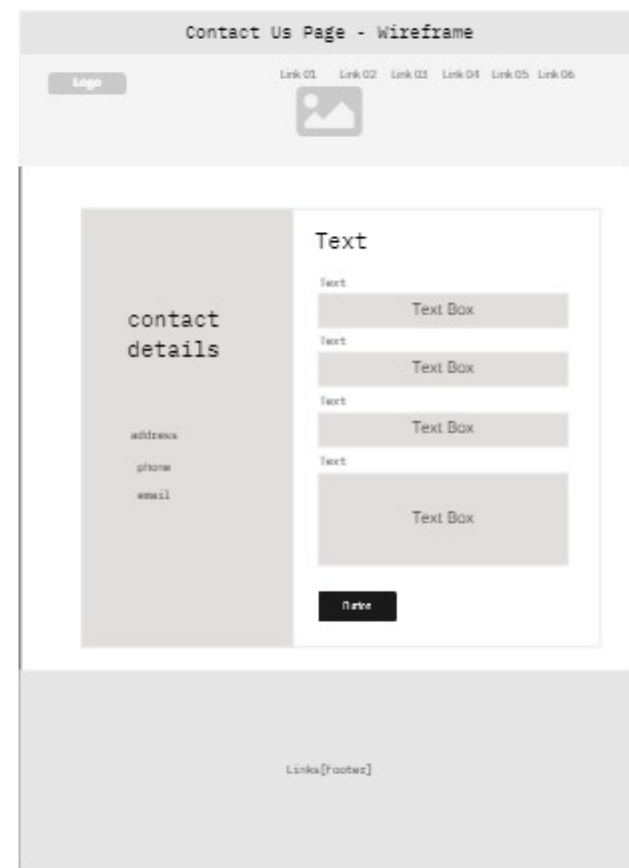 Contact Us Page - Wireframe
Logo
Link 01 Link 02 Link 03 Link 04 Link 05 Link 06
contact
details
address
phone
email
Text
Text
Text Box
Text
Text Box
Text
Text Box
Text
Text Box
Button
Links[Footer]